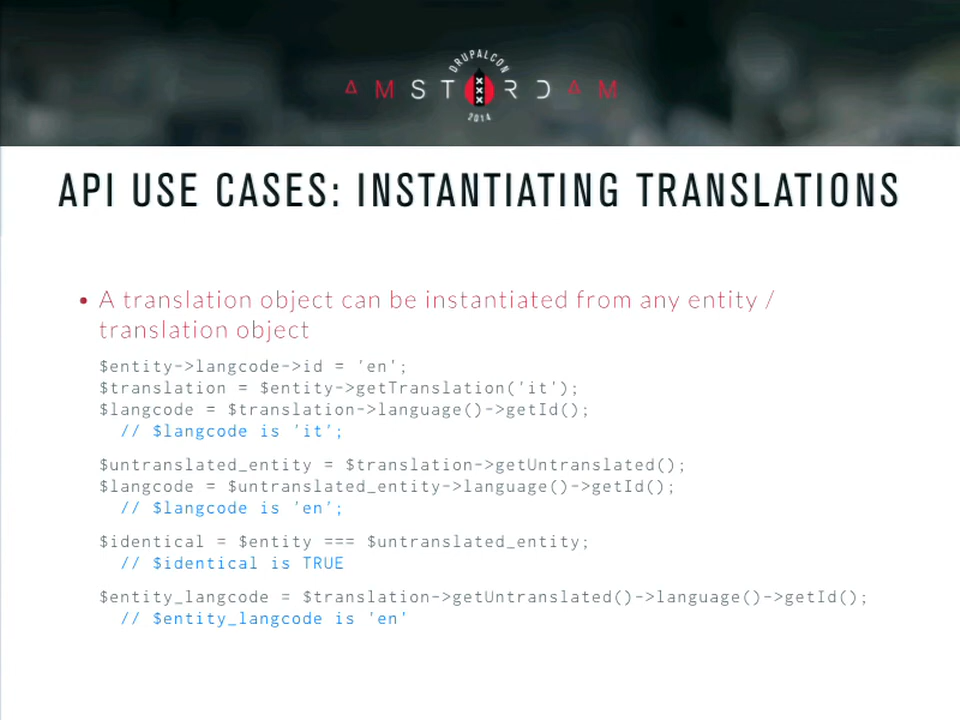 DRUPALCON
AMSTERDAM
2014
API USE CASES: INSTANTIATING TRANSLATIONS
• A translation object can be instantiated from any entity /
translation object
$entity->langcode->id = 'en';
$translation = $entity->getTranslation('it');
$langcode = $translation->language()->getId();
// $langcode is 'it';
$untranslated_entity = $translation->getUntranslated();
$langcode = $untranslated_entity->language()->getId();
// $langcode is 'en';
$identical = $entity === $untranslated_entity;
// $identical is TRUE
$entity_langcode = $translation->getUntranslated()->language()->getId();
// $entity_langcode is 'en'